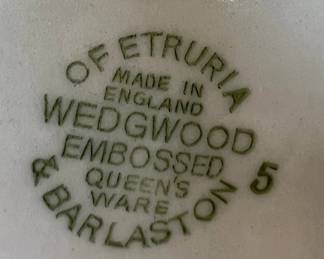 OF ETRURIA
MADE IN
ENGLAND
WEDGWOOD
EMBOSSED
QUEEN'S
WARE
& BARLASTON
5